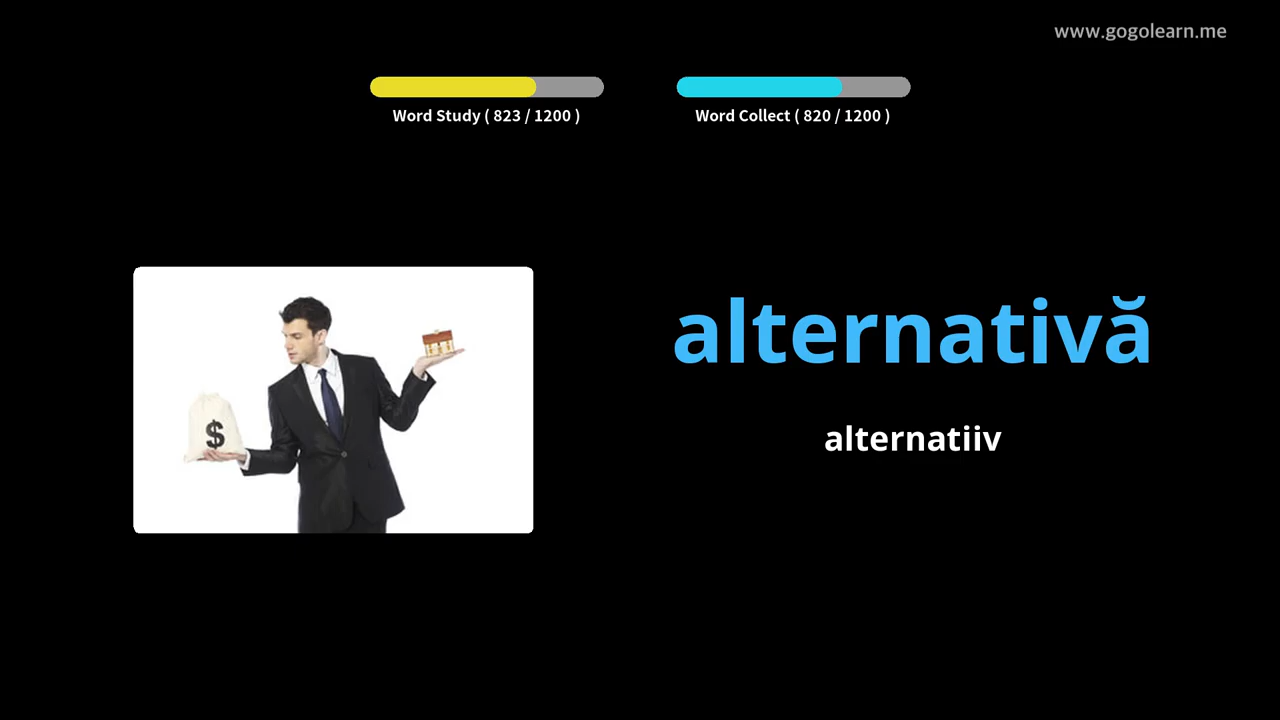 www.gogolearn.me
Word Study ( 823 / 1200 )
Word Collect ( 820 / 1200 )
$
alternativă
alternatiiv